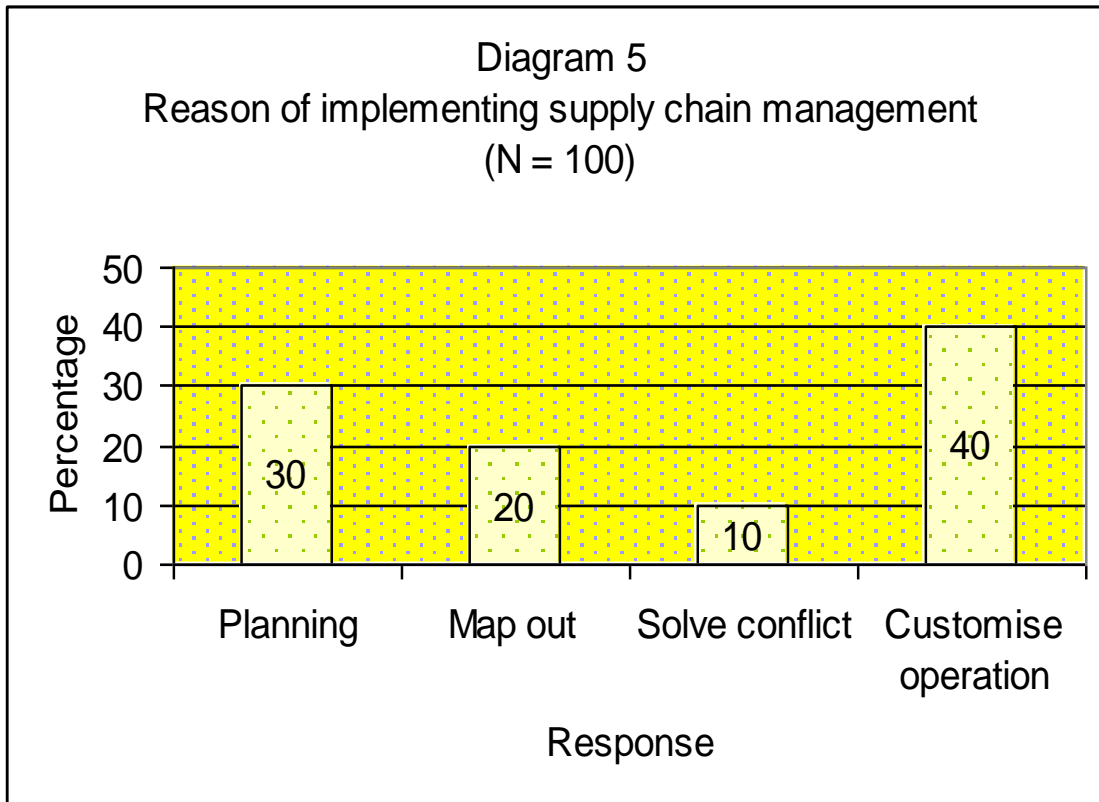 Diagram 5
Reason of implementing supply chain management
(N = 100)
50
40
30
20
10
0
Percentage
30
20
10
40
Planning
Map out
Solve conflict
Customise
operation
Response